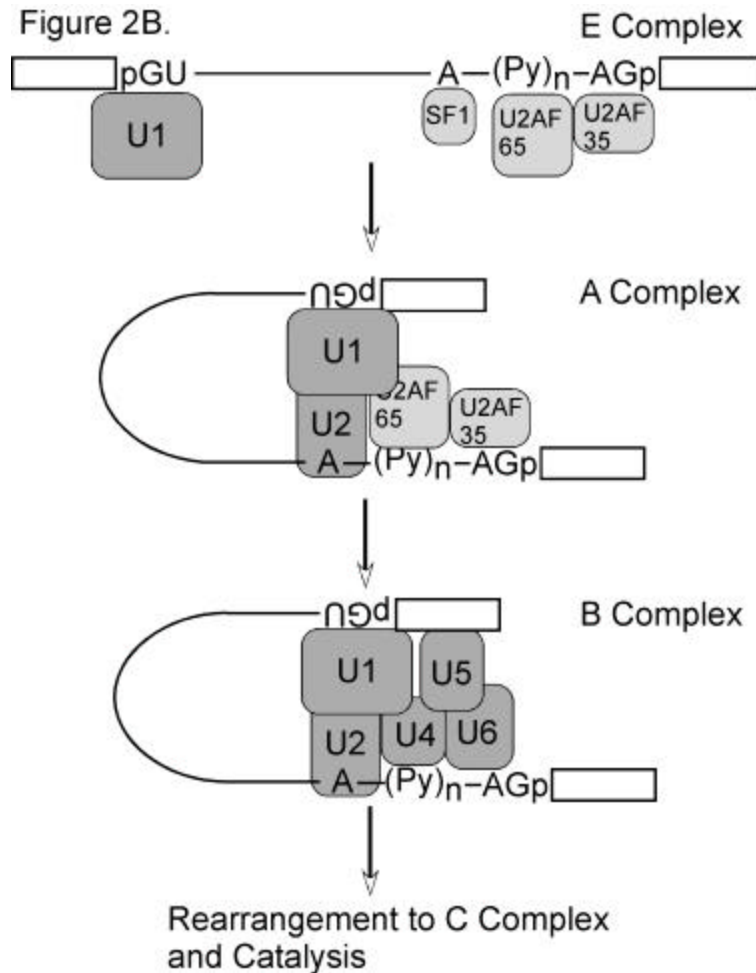 Figure 2B.
E Complex
pGU A–(Py)n–AGp
U1
SF1
U2AF
65
U2AF
35
pGU
A Complex
U1
U2AF
65
U2AF
35
U2
A–(Py)n–AGp
pGU
B Complex
U1
U5
U2
U4
U6
A–(Py)n–AGp
Rearrangement to C Complex
and Catalysis